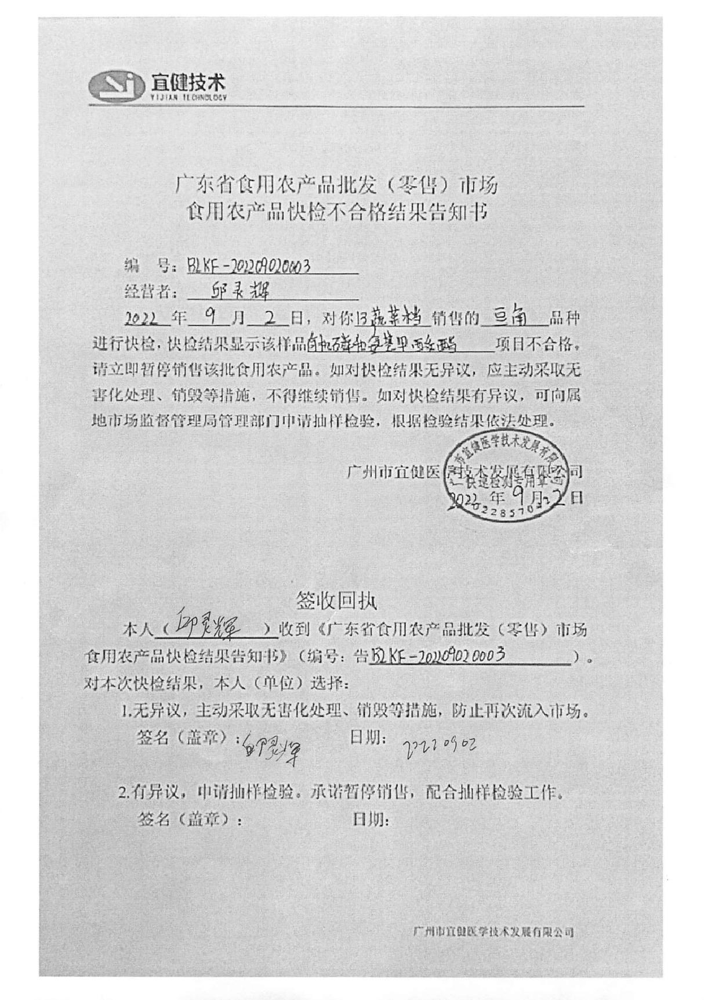 宜健技术
YIJIAN TECHNOLOGY
广东省食用农产品批发（零售）市场
食用农产品快检不合格结果告知书
编 号：BLKF-202209020003
经营者：邱灵辉
2022 年 9 月 2 日，对你13蔬菜档销售的 豆角 品种
进行快检，快检结果显示该样品有机磷和氨基甲酸酯 项目不合格。
请立即暂停销售该批食用农产品。如对快检结果无异议，应主动采取无
害化处理、销毁等措施，不得继续销售。如对快检结果有异议，可向属
地市场监督管理局管理部门申请抽样检验，根据检验结果依法处理。
广州市宜健医学技术发展有限公司
快速检测专用章
广州市宜健医学技术发展有限公司
2022 年 9 月 2 日
签收回执
本人（邱灵辉）收到《广东省食用农产品批发（零售）市场
食用农产品快检结果告知书》（编号：告BLKF-202209020003）。
对本次快检结果，本人（单位）选择：
1.无异议，主动采取无害化处理、销毁等措施，防止再次流入市场。
签名（盖章）：邱灵辉 日期：20220902
2.有异议，申请抽样检验。承诺暂停销售，配合抽样检验工作。
签名（盖章）： 日期：
广州市宜健医学技术发展有限公司